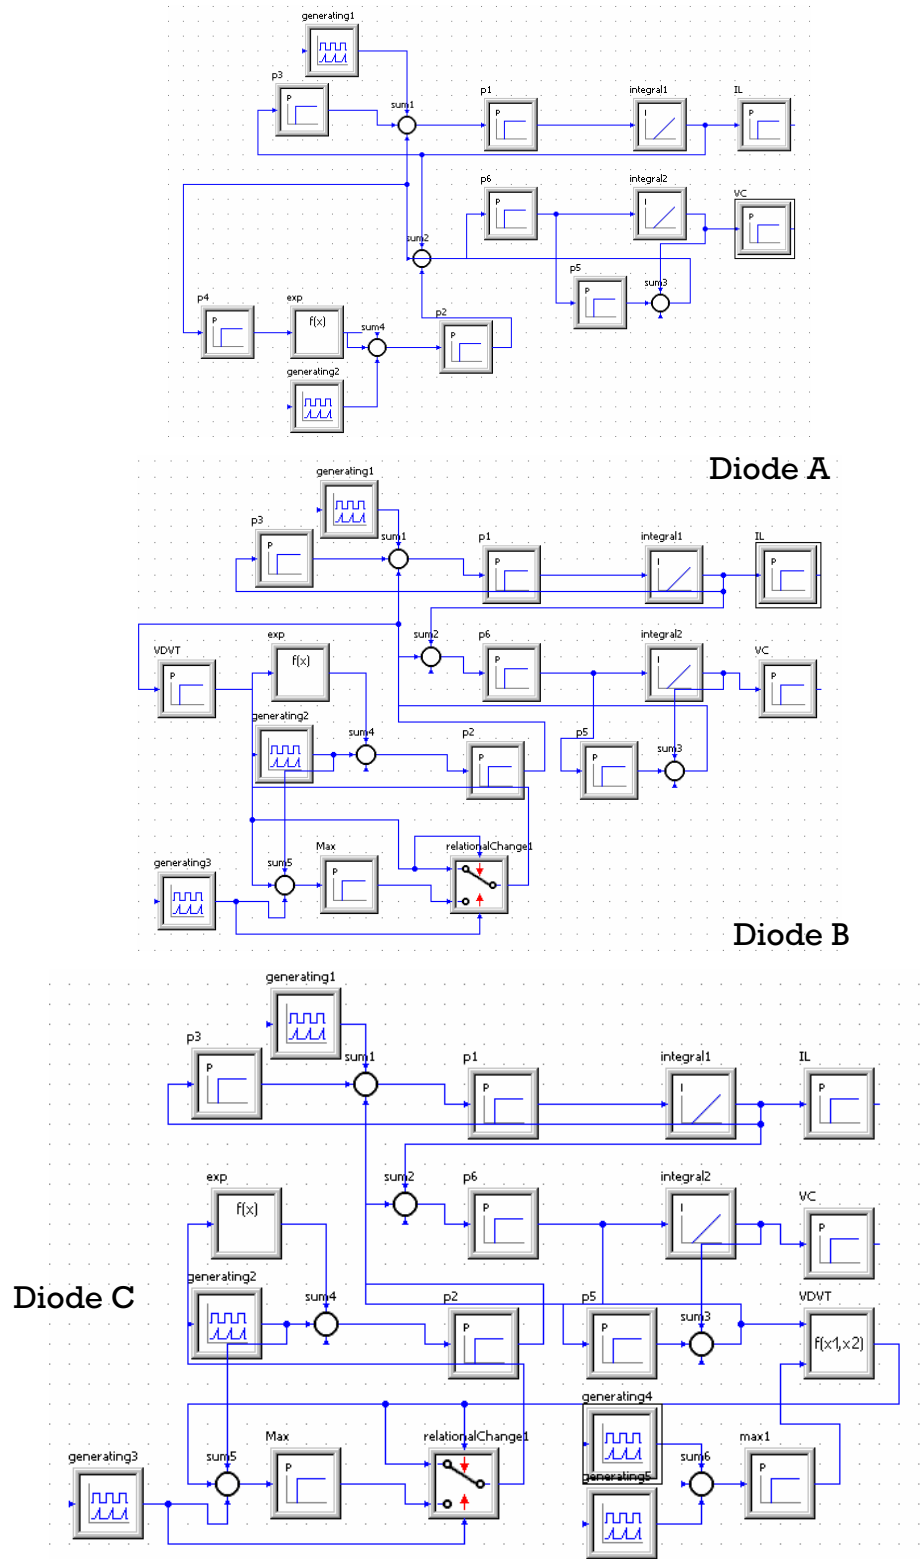 generating1
p3
sum1
p1
integral1
IL
P
P
I
P
p6
integral2
VC
P
I
P
sum2
p5
sum3
P
p4
exp
sum4
p2
P
f(x)
P
generating2
Diode A
generating1
p3
sum1
p1
integral1
IL
P
P
I
P
VDVT
exp
sum2
p6
integral2
VC
f(x)
P
P
I
P
generating2
sum4
p2
p5
sum3
P
P
generating3
sum5
Max
relationalChange1
P
Diode B
generating1
p3
sum1
p1
integral1
IL
P
P
I
P
exp
sum2
p6
integral2
VC
f(x)
P
I
P
Diode C
generating2
sum4
p2
p5
sum3
VDVT
P
P
f(x1,x2)
generating4
generating3
sum5
Max
relationalChange1
generating5
sum6
max1
P
P